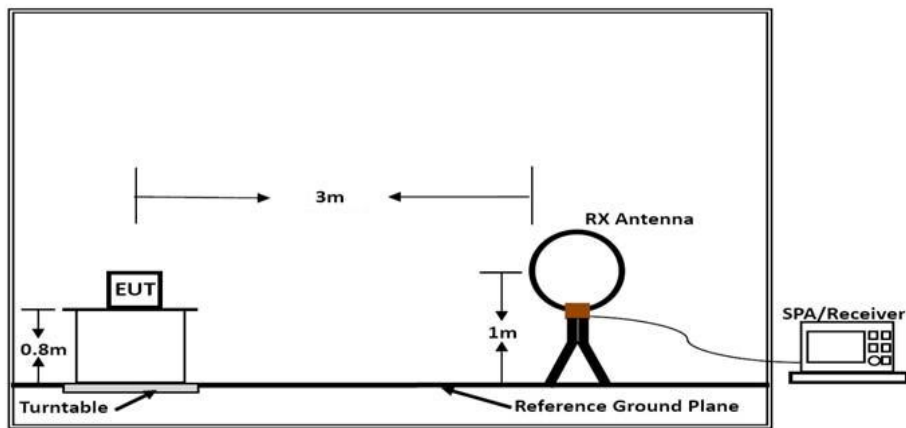 3m
RX Antenna
EUT
SPA/Receiver
0.8m
1m
Turntable
Reference Ground Plane